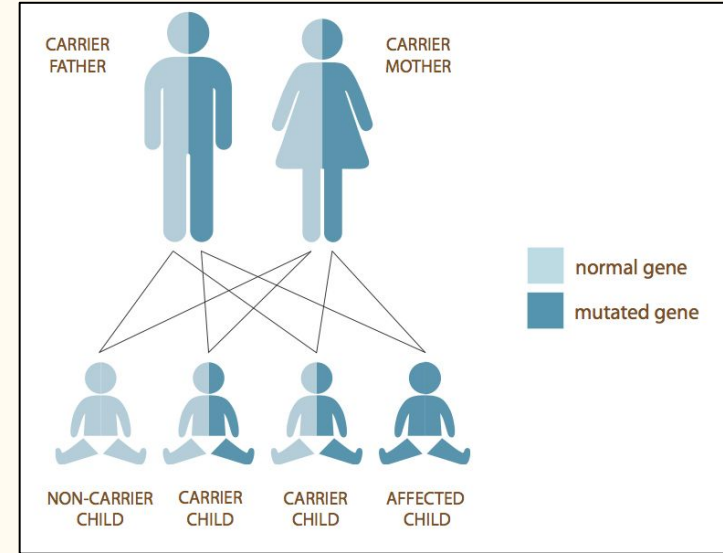 CARRIER
FATHER
CARRIER
MOTHER
normal gene
mutated gene
NON-CARRIER
CHILD
CARRIER
CHILD
CARRIER
CHILD
AFFECTED
CHILD